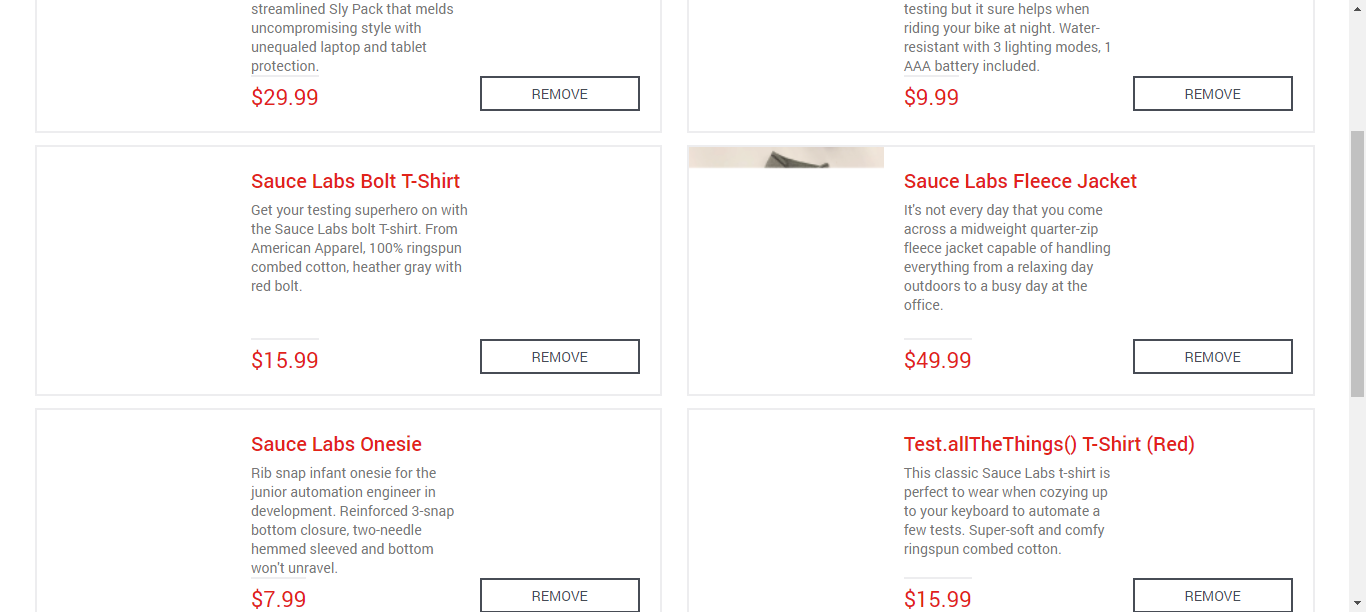 streamlined Sly Pack that melds
uncompromising style with
unequaled laptop and tablet
protection.
$29.99
REMOVE
testing but it sure helps when
riding your bike at night. Water-
resistant with 3 lighting modes, 1
AAA battery included.
$9.99
REMOVE
Sauce Labs Bolt T-Shirt
Get your testing superhero on with
the Sauce Labs bolt T-shirt. From
American Apparel, 100% ringspun
combed cotton, heather gray with
red bolt.
$15.99
REMOVE
Sauce Labs Fleece Jacket
It's not every day that you come
across a midweight quarter-zip
fleece jacket capable of handling
everything from a relaxing day
outdoors to a busy day at the
office.
$49.99
REMOVE
Sauce Labs Onesie
Rib snap infant onesie for the
junior automation engineer in
development. Reinforced 3-snap
bottom closure, two-needle
hemmed sleeved and bottom
won't unravel.
$7.99
REMOVE
Test.allTheThings() T-Shirt (Red)
This classic Sauce Labs t-shirt is
perfect to wear when cozying up
to your keyboard to automate a
few tests. Super-soft and comfy
ringspun combed cotton.
$15.99
REMOVE